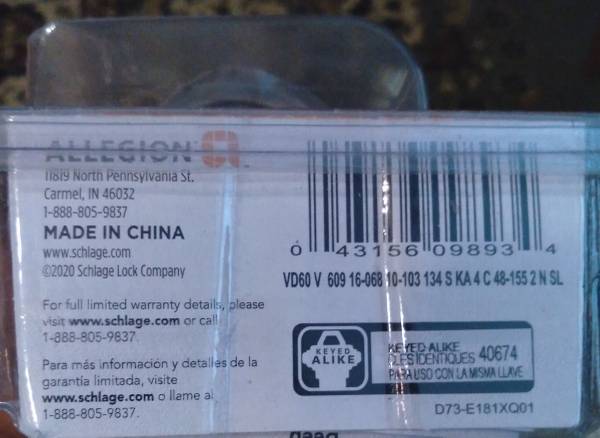 ALLEGION
11819 North Pennsylvania St.
Carmel, IN 46032
1-888-805-9837
MADE IN CHINA
www.schlage.com
©2020 Schlage Lock Company
For full limited warranty details, please
visit www.schlage.com or call
1-888-805-9837.
Para más información y detalles de la
garantía limitada, visite
www.schlage.com o llame al
1-888-805-9837.
0 43156 09893 4
VD60 V 609 16-068 10-103 134 S KA 4 C 48-155 2 N SL
KEYED
ALIKE
KEYED ALIKE
CLES IDENTIQUES 40674
PARA USO CON LA MISMA LLAVE
D73-E181XQ01